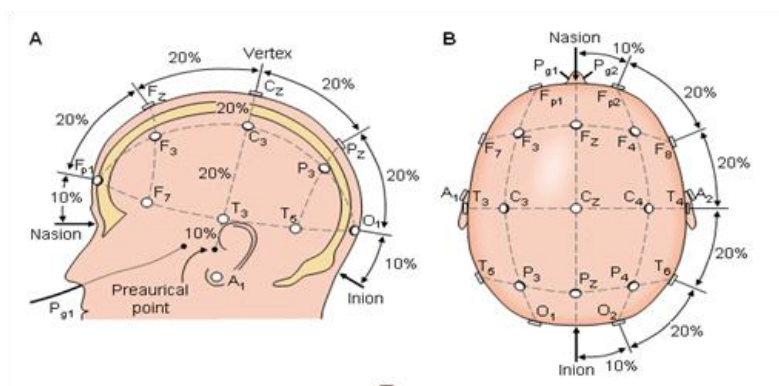 A
20%
Vertex
20%
Fz
Cz
20%
20%
Pz
20%
Fp1
F3
C3
P3
20%
10%
F7
20%
T3
T5
O1
Nasion
10%
10%
Preaurical
point
A1
Inion
Pg1
B
Nasion
10%
Pg1
Pg2
Fp1
Fp2
20%
F7
F3
Fz
F4
F8
20%
A1
T3
C3
Cz
C4
T4
A2
20%
T5
P3
Pz
P4
T6
O1
O2
20%
Inion
10%